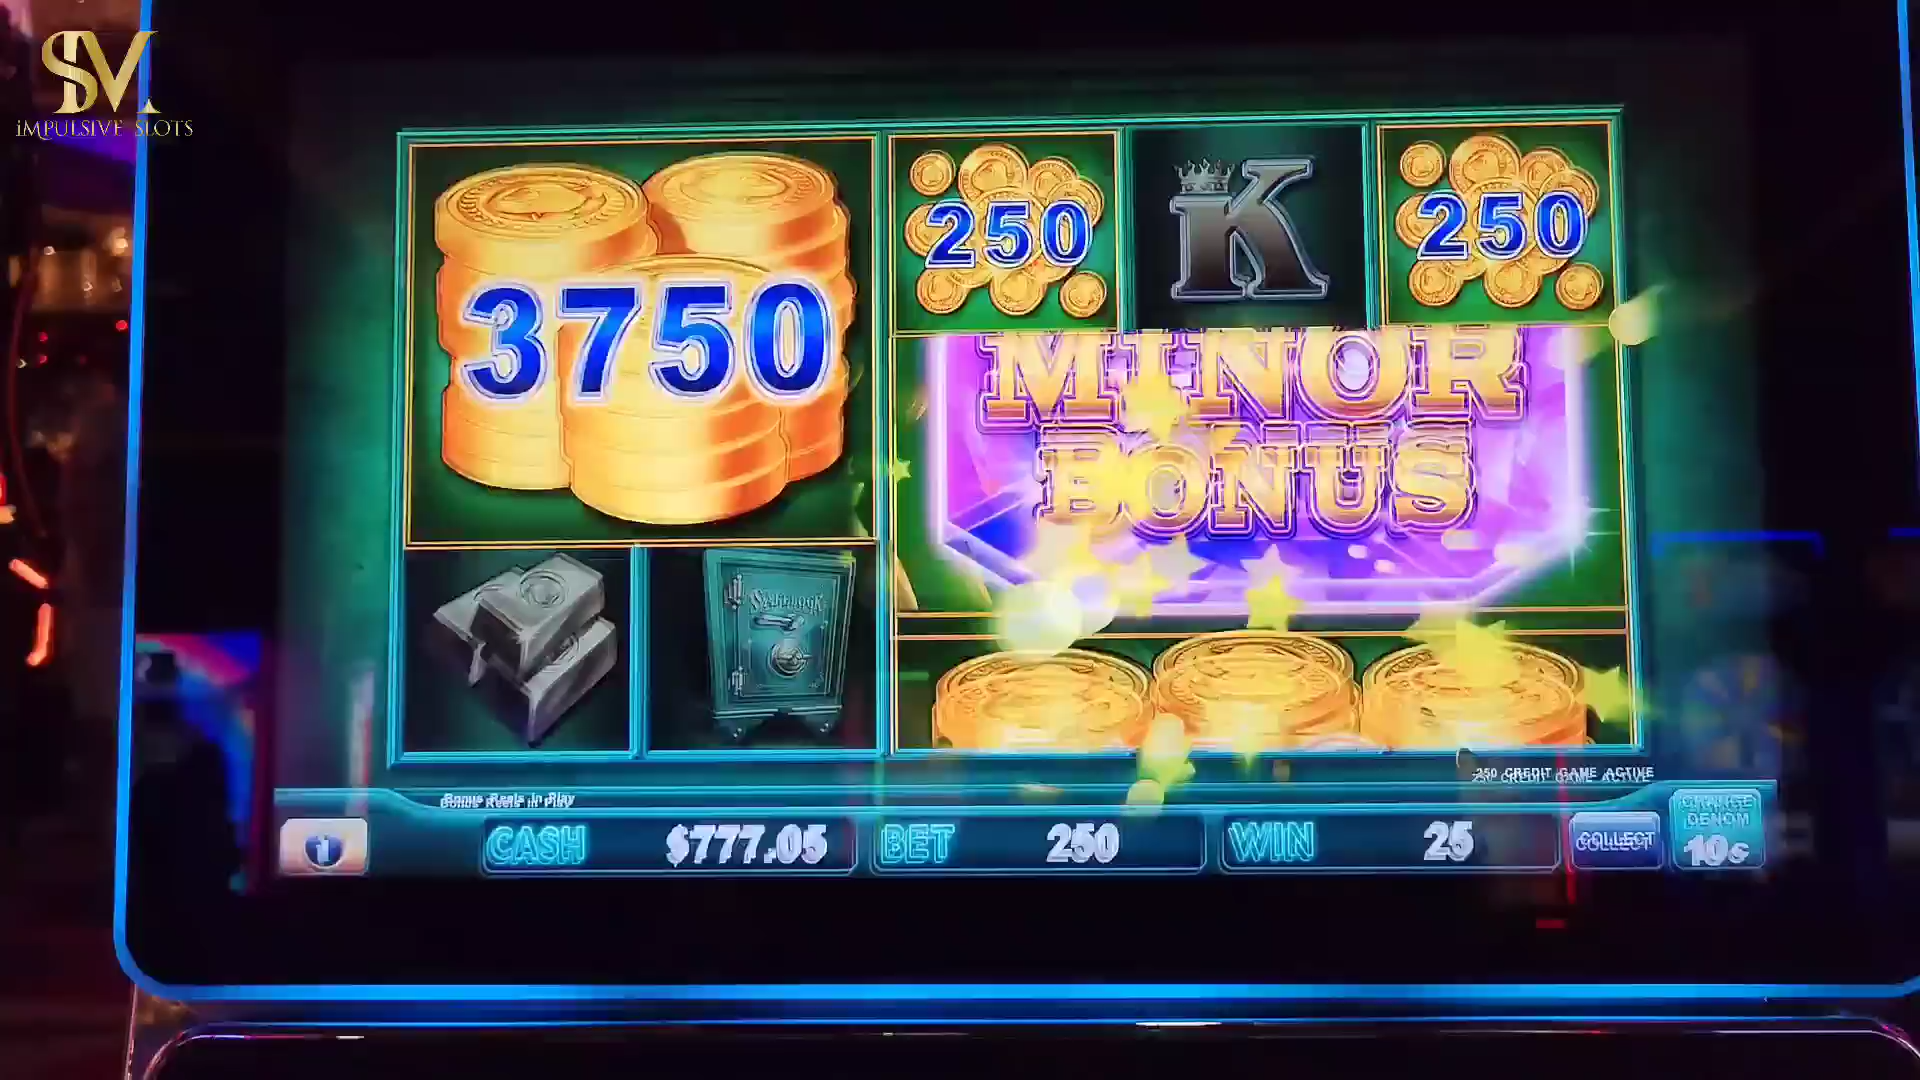 SV
iMPULSIVE SLOTS
3750
250
K
250
MINOR
BONUS
250 CREDIT GAME ACTIVE
Bonus Reels in Play
CASH $777.05
BET 250
WIN 25
COLLECT
CHANGE
DENOM
10¢